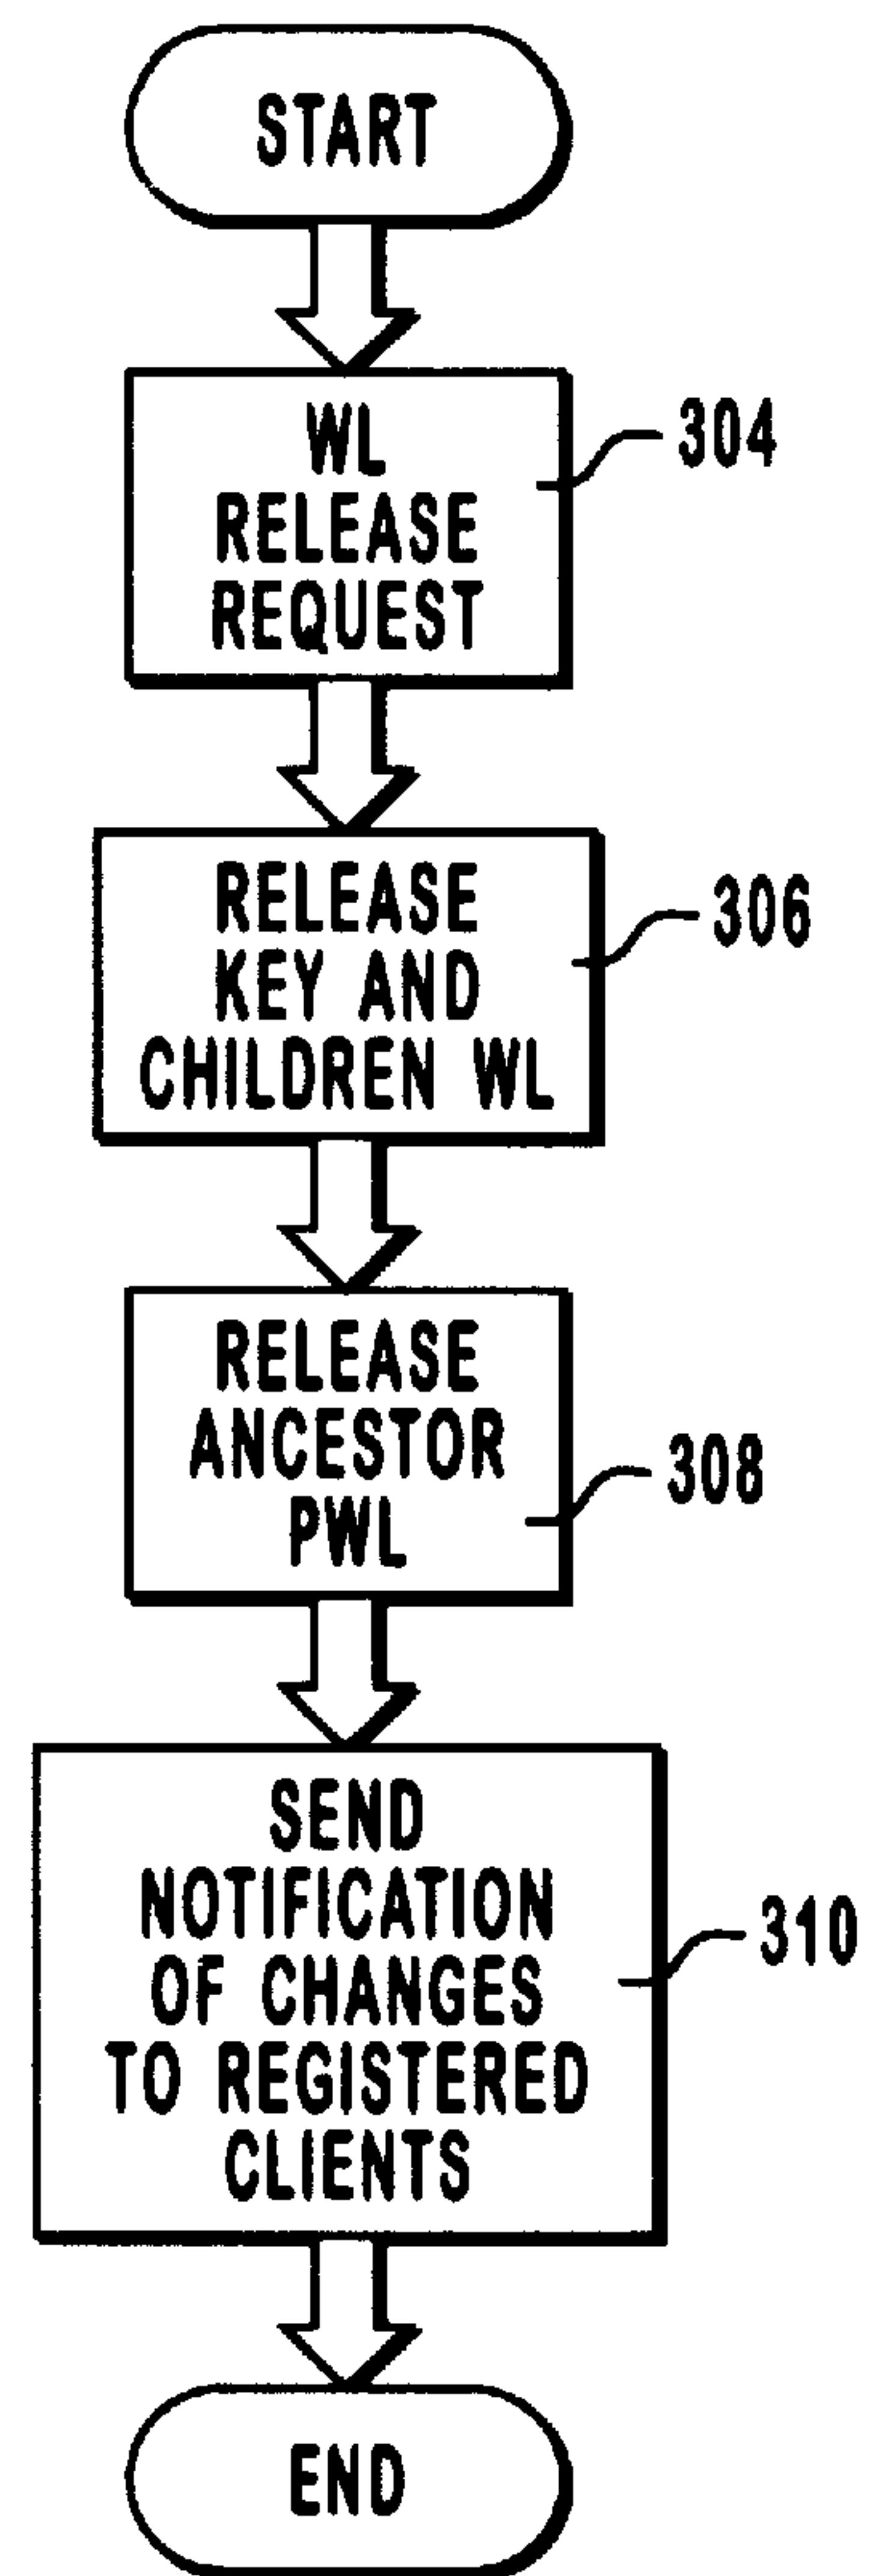 START
WL
RELEASE
REQUEST
304
RELEASE
KEY AND
CHILDREN WL
306
RELEASE
ANCESTOR
PWL
308
SEND
NOTIFICATION
OF CHANGES
TO REGISTERED
CLIENTS
310
END